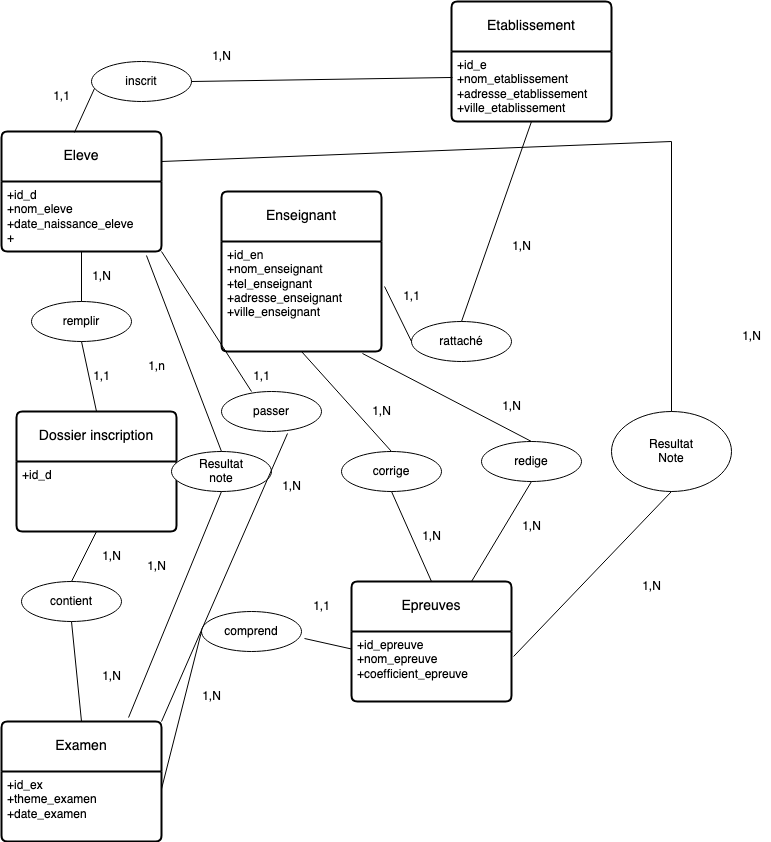 Etablissement
+id_e
+nom_etablissement
+adresse_etablissement
+ville_etablissement
1,N
inscrit
1,1
Eleve
+id_d
+nom_eleve
+date_naissance_eleve
+
Enseignant
+id_en
+nom_enseignant
+tel_enseignant
+adresse_enseignant
+ville_enseignant
1,N
1,N
1,1
remplir
rattaché
1,N
1,n
1,1
1,1
passer
1,N
1,N
Dossier inscription
+id_d
Resultat
note
corrige
redige
Resultat
Note
1,N
1,N
1,N
1,N
1,N
1,N
contient
Epreuves
+id_epreuve
+nom_epreuve
+coefficient_epreuve
1,1
comprend
1,N
1,N
Examen
+id_ex
+theme_examen
+date_examen